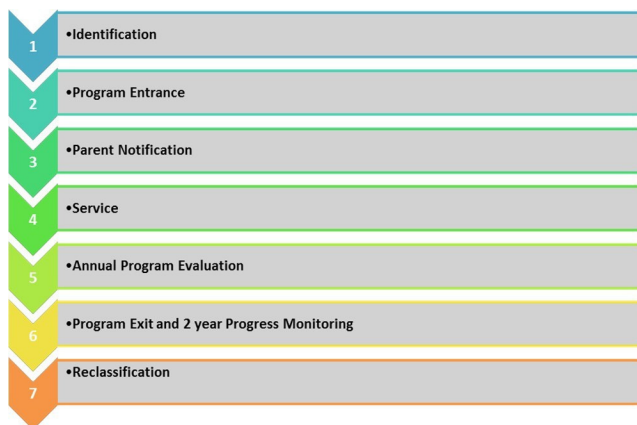 1
•Identification
2
•Program Entrance
3
•Parent Notification
4
•Service
5
•Annual Program Evaluation
6
•Program Exit and 2 year Progress Monitoring
7
•Reclassification